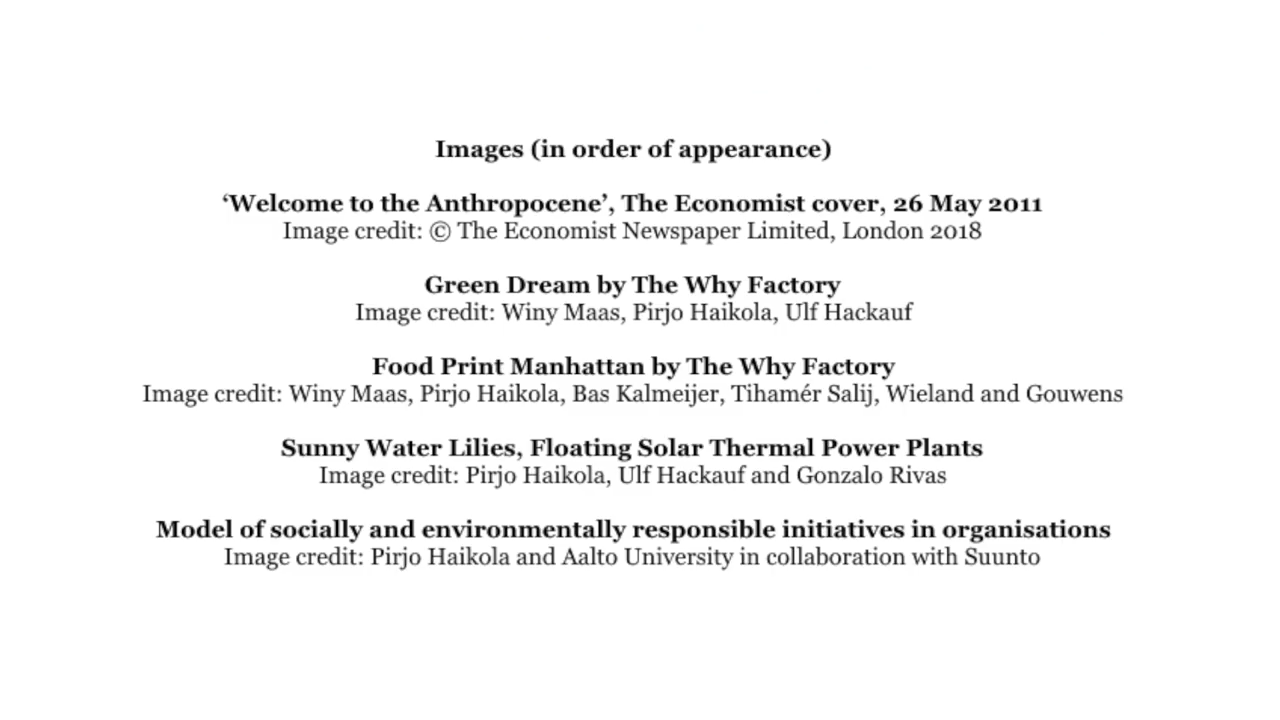 Images (in order of appearance)
‘Welcome to the Anthropocene’, The Economist cover, 26 May 2011
Image credit: © The Economist Newspaper Limited, London 2018
Green Dream by The Why Factory
Image credit: Winy Maas, Pirjo Haikola, Ulf Hackauf
Food Print Manhattan by The Why Factory
Image credit: Winy Maas, Pirjo Haikola, Bas Kalmeijer, Tihamér Salij, Wieland and Gouwens
Sunny Water Lilies, Floating Solar Thermal Power Plants
Image credit: Pirjo Haikola, Ulf Hackauf and Gonzalo Rivas
Model of socially and environmentally responsible initiatives in organisations
Image credit: Pirjo Haikola and Aalto University in collaboration with Suunto